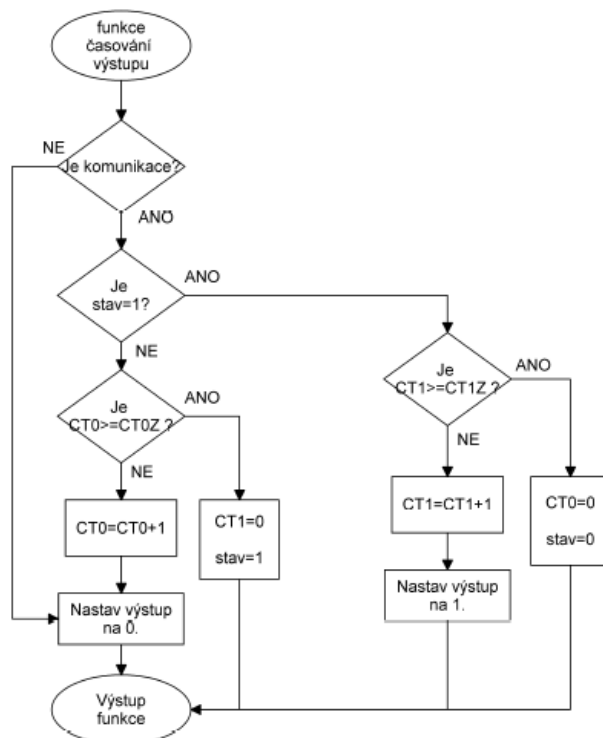 funkce
časování
výstupu
NE
Je komunikace?
ANO
Je
stav=1?
ANO
NE
Je
CT0>=CT0Z ?
ANO
NE
Je
CT1>=CT1Z ?
ANO
NE
CT0=CT0+1
CT1=0
stav=1
CT1=CT1+1
CT0=0
stav=0
Nastav výstup
na 0.
Nastav výstup
na 1.
Výstup
funkce